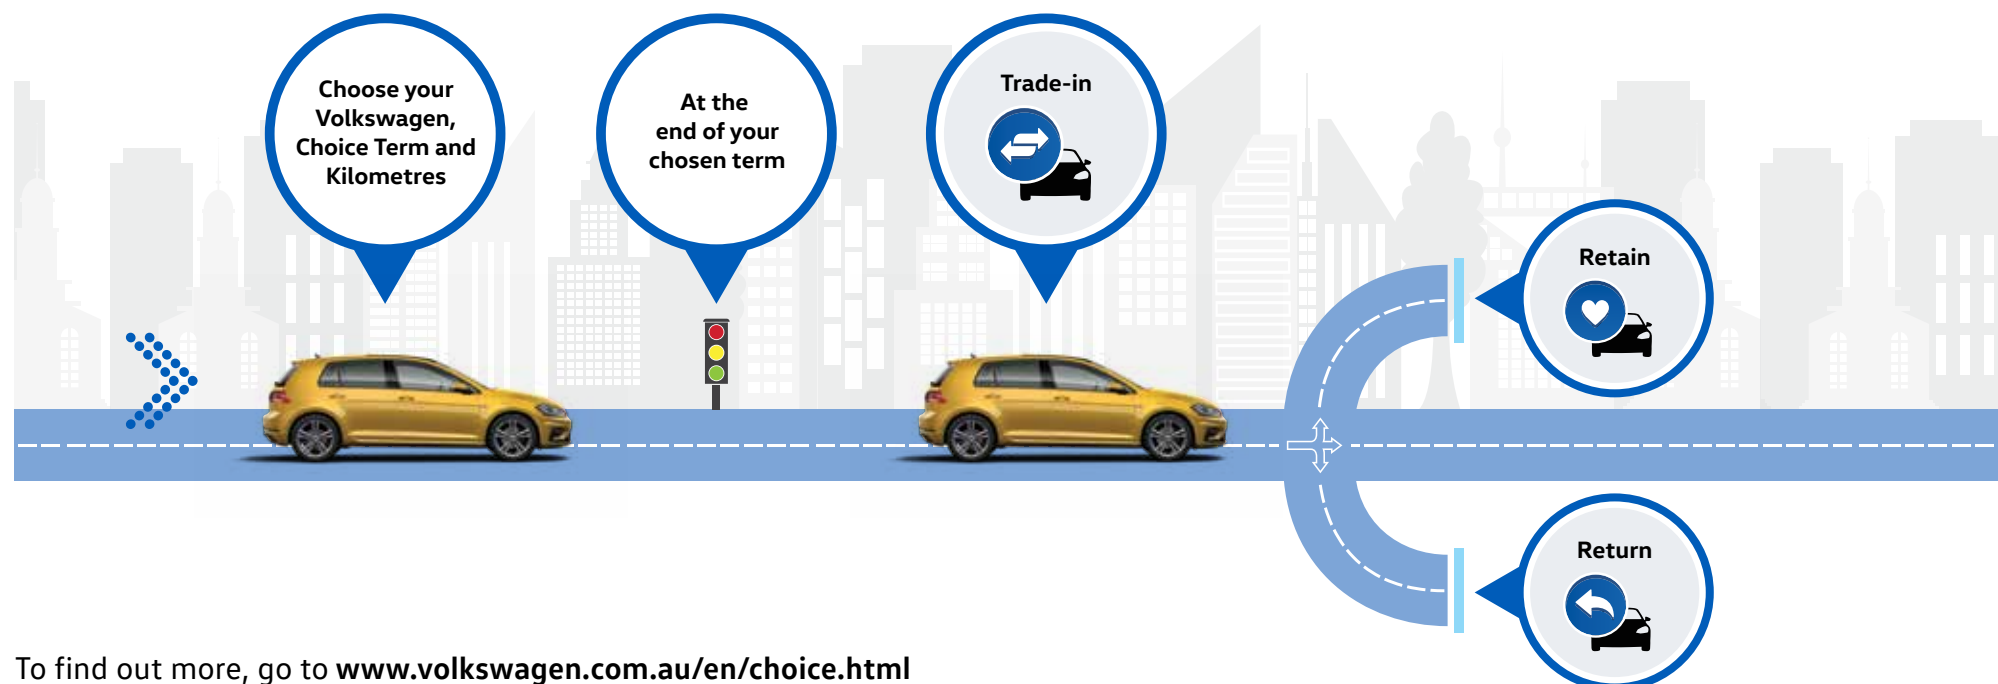 Choose your
Volkswagen,
Choice Term and
Kilometres
At the
end of your
chosen term
Trade-in
Retain
Return
To find out more, go to www.volkswagen.com.au/en/choice.html